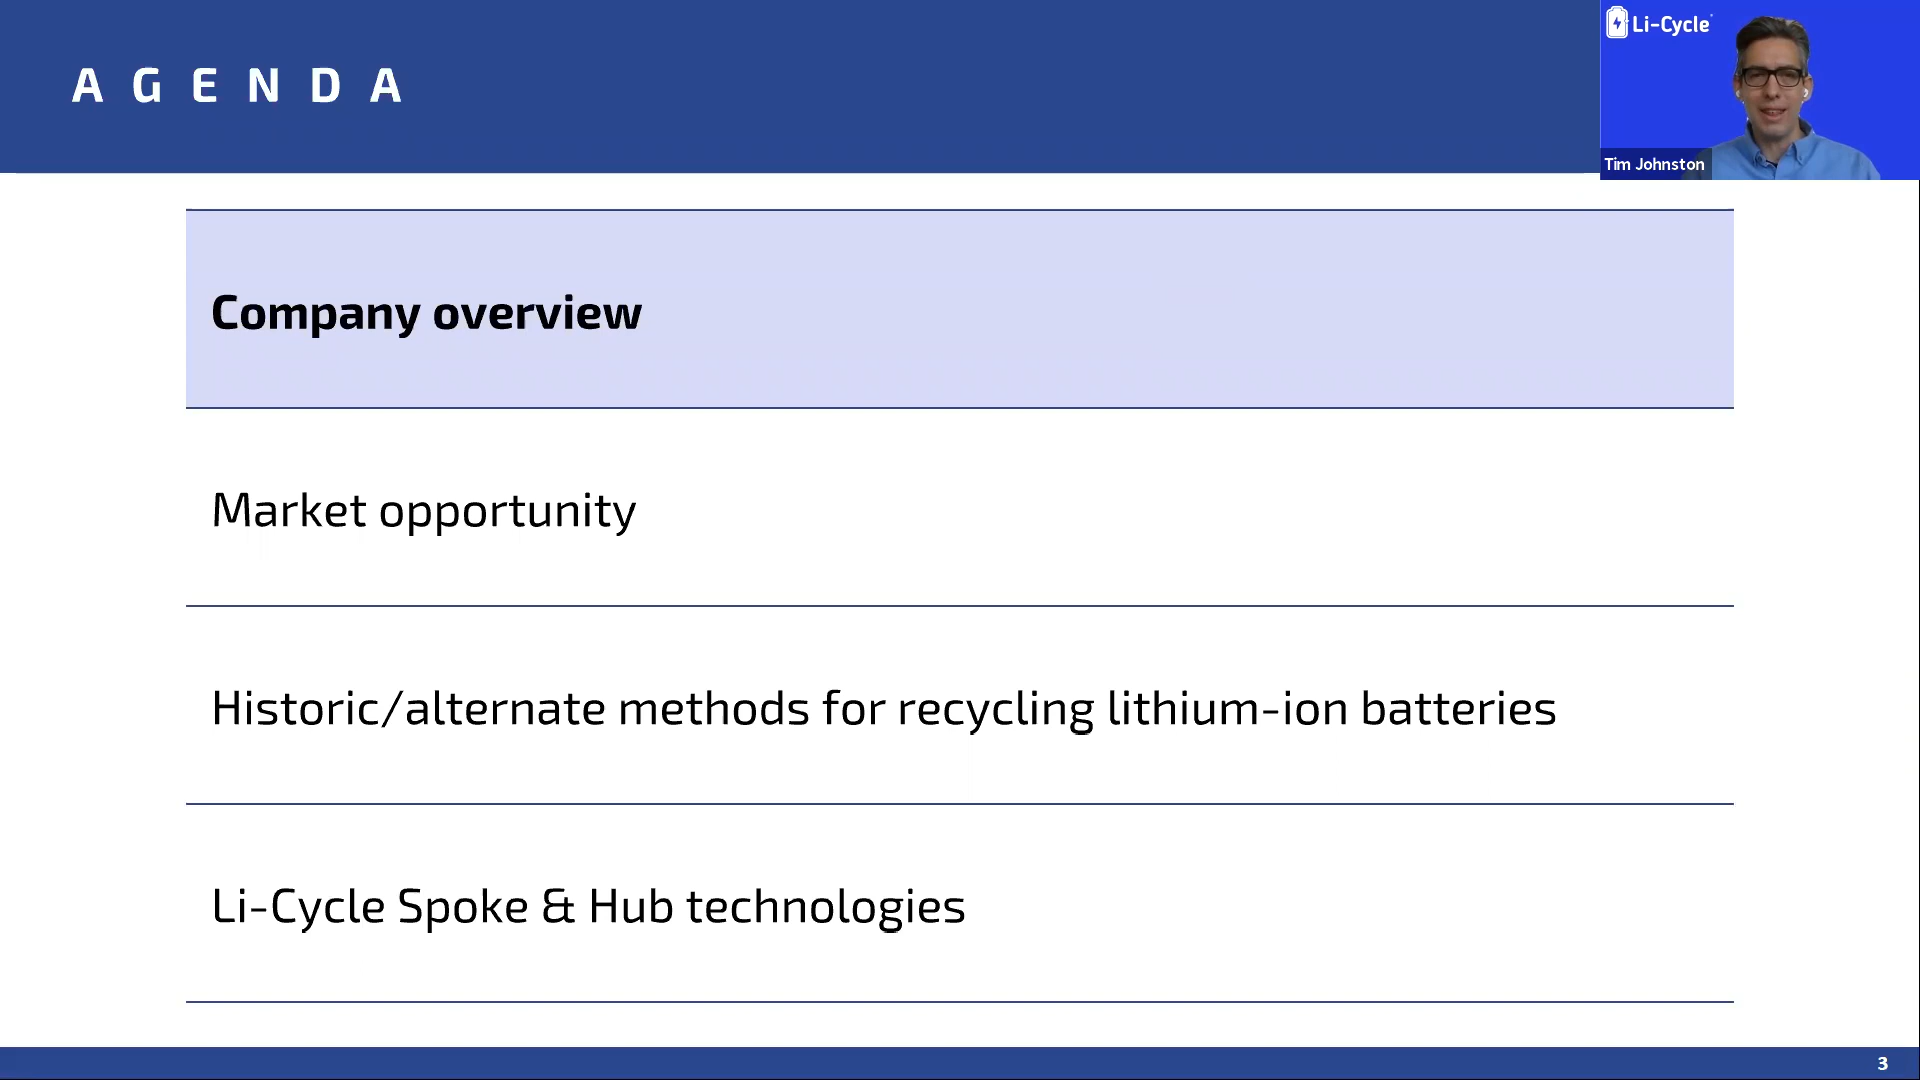 A G E N D A
Li-Cycle
Tim Johnston
Company overview
Market opportunity
Historic/alternate methods for recycling lithium-ion batteries
Li-Cycle Spoke & Hub technologies
3